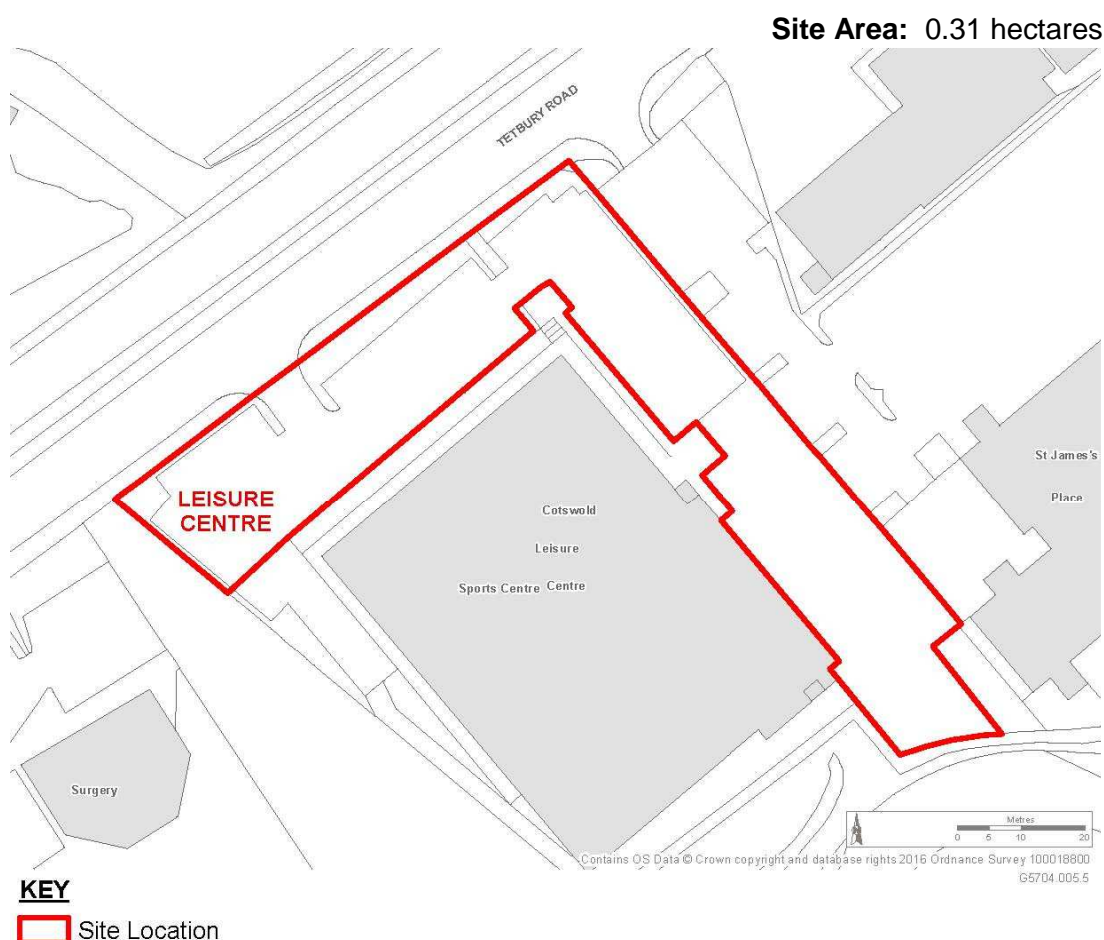 Site Area: 0.31 hectares
TETBURY ROAD
LEISURE
CENTRE
St James's
Place
Cotswold
Leisure
Sports Centre Centre
Surgery
Metres
0 5 10 20
Contains OS Data © Crown copyright and database rights 2016 Ordnance Survey 100018800
G5704.005.5
KEY
Site Location